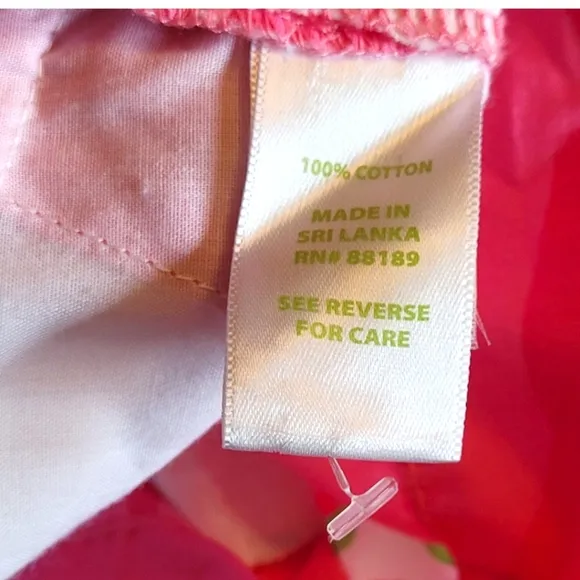 100% COTTON
MADE IN
SRI LANKA
RN# 88189
SEE REVERSE
FOR CARE